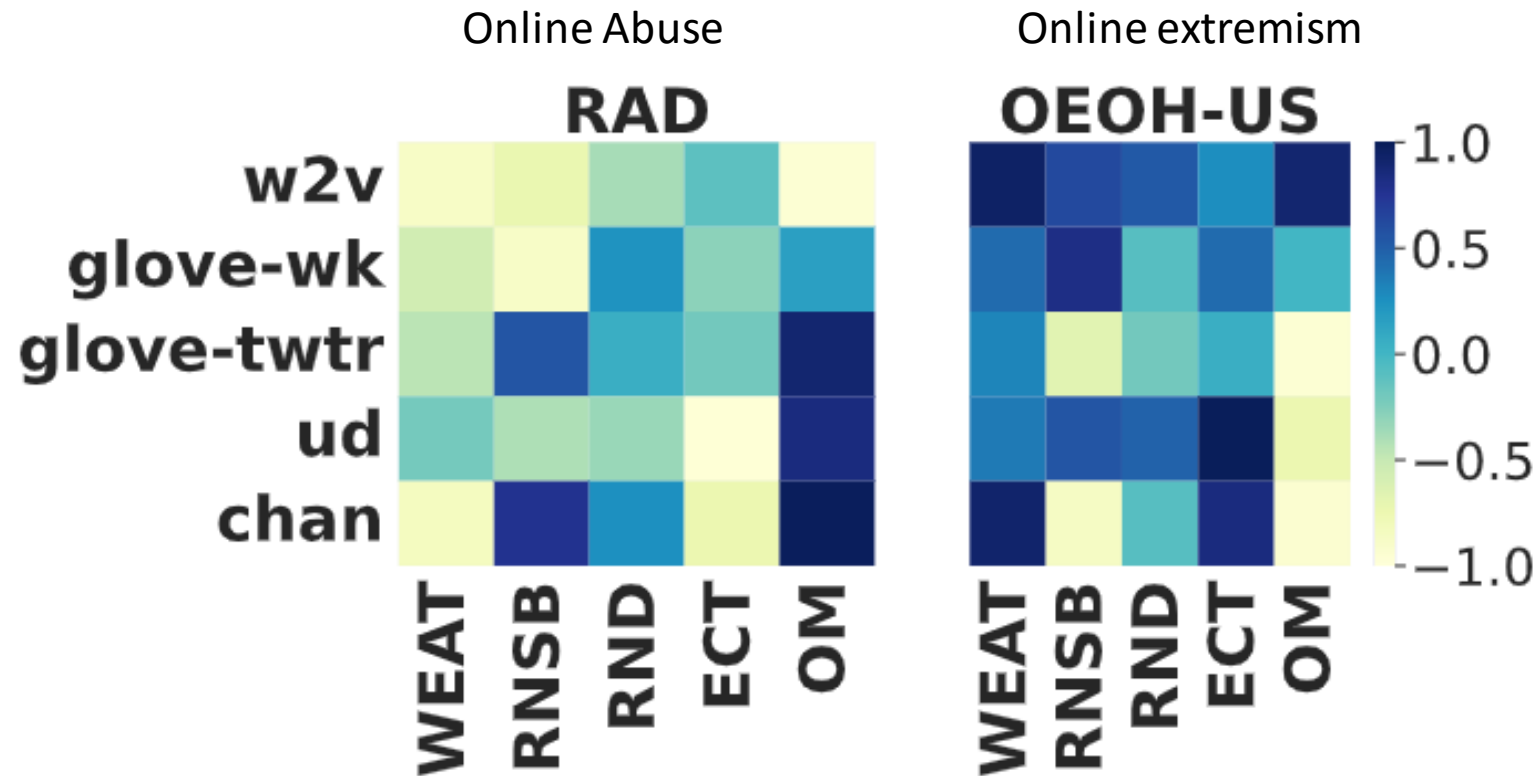 Online Abuse
Online extremism
RAD
OEOH-US
w2v
glove-wk
glove-twtr
ud
chan
WEAT
RNSB
RND
ECT
OM
WEAT
RNSB
RND
ECT
OM
1.0
0.5
0.0
−0.5
−1.0